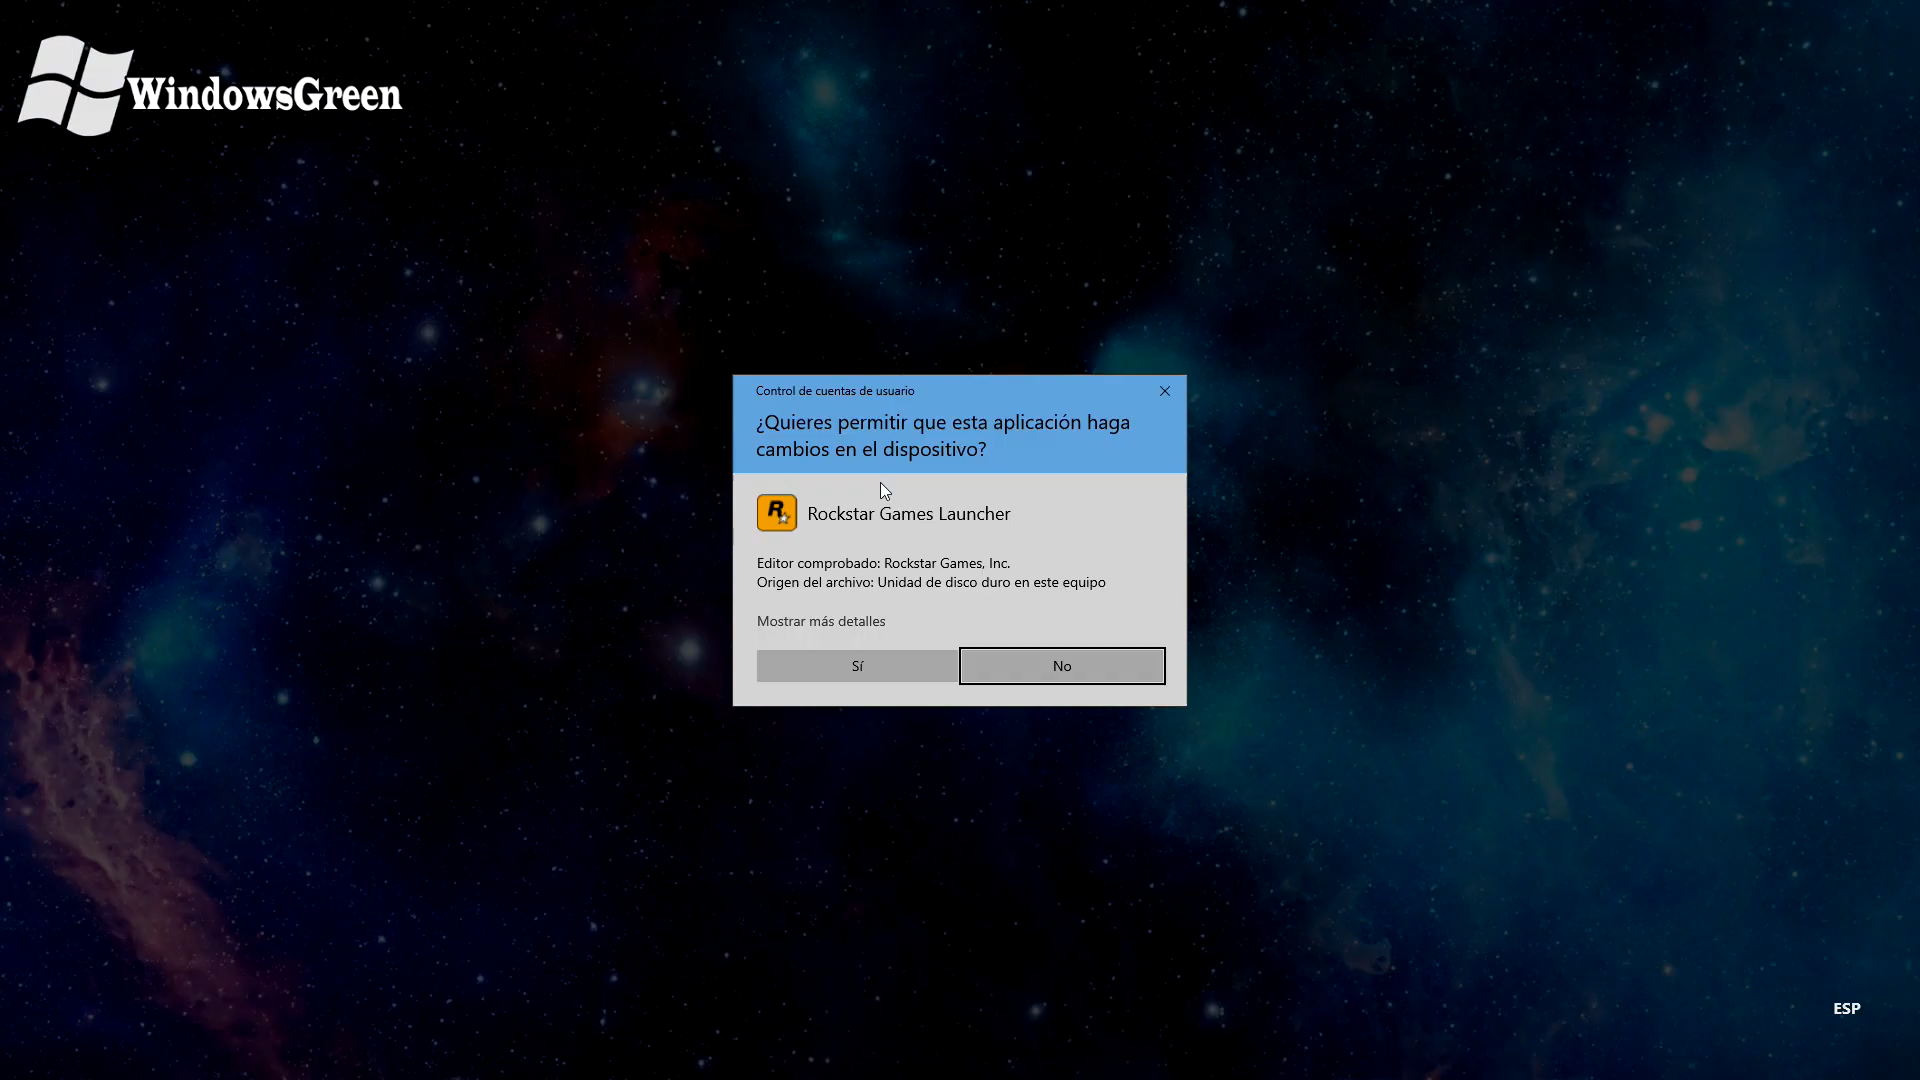 WindowsGreen
Control de cuentas de usuario
¿Quieres permitir que esta aplicación haga
cambios en el dispositivo?
Rockstar Games Launcher
Editor comprobado: Rockstar Games, Inc.
Origen del archivo: Unidad de disco duro en este equipo
Mostrar más detalles
Sí
No
ESP